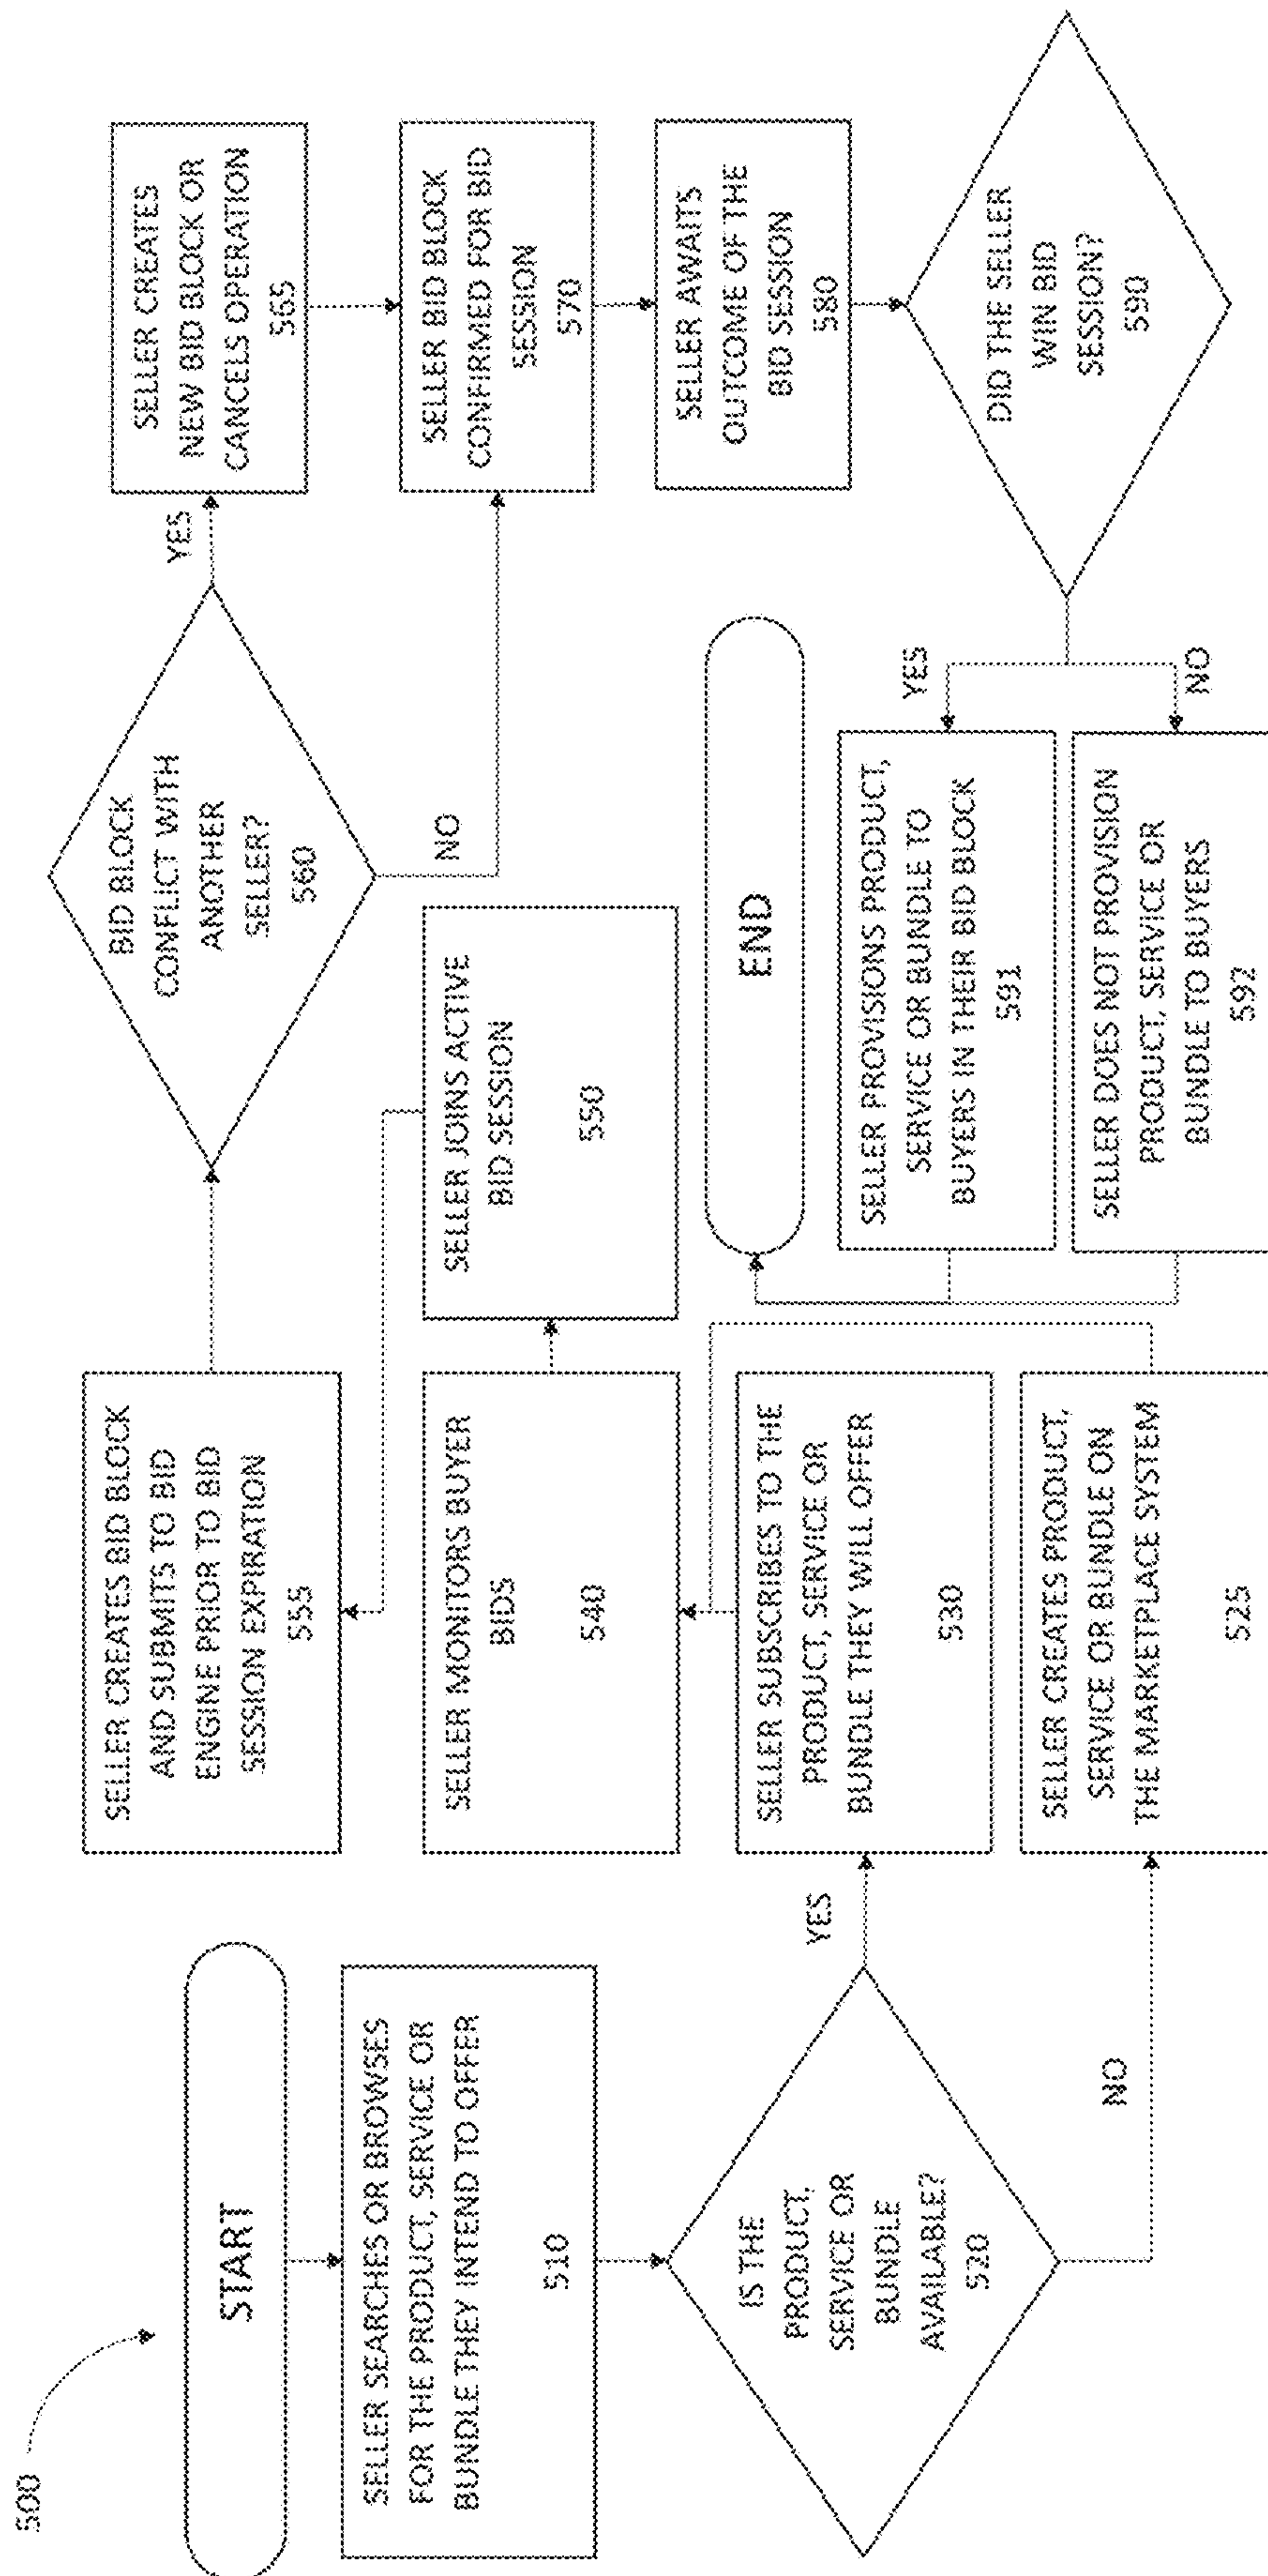 500
START
SELLER SEARCHES OR BROWSES
FOR THE PRODUCT, SERVICE OR
BUNDLE THEY INTEND TO OFFER
510
IS THE
PRODUCT,
SERVICE OR
BUNDLE
AVAILABLE?
520
YES
NO
SELLER CREATES PRODUCT,
SERVICE OR BUNDLE ON
THE MARKETPLACE SYSTEM
525
SELLER SUBSCRIBES TO THE
PRODUCT, SERVICE OR
BUNDLE THEY WILL OFFER
530
SELLER MONITORS BUYER
BIDS
540
SELLER JOINS ACTIVE
BID SESSION
550
SELLER CREATES BID BLOCK
AND SUBMITS TO BID
ENGINE PRIOR TO BID
SESSION EXPIRATION
555
BID BLOCK
CONFLICT WITH
ANOTHER
SELLER?
560
YES
NO
SELLER CREATES
NEW BID BLOCK OR
CANCELS OPERATION
565
SELLER BID BLOCK
CONFIRMED FOR BID
SESSION
570
SELLER AWAITS
OUTCOME OF THE
BID SESSION
580
DID THE SELLER
WIN BID
SESSION?
590
YES
NO
SELLER PROVISIONS PRODUCT,
SERVICE OR BUNDLE TO
BUYERS IN THEIR BID BLOCK
591
SELLER DOES NOT PROVISION
PRODUCT, SERVICE OR
BUNDLE TO BUYERS
592
END